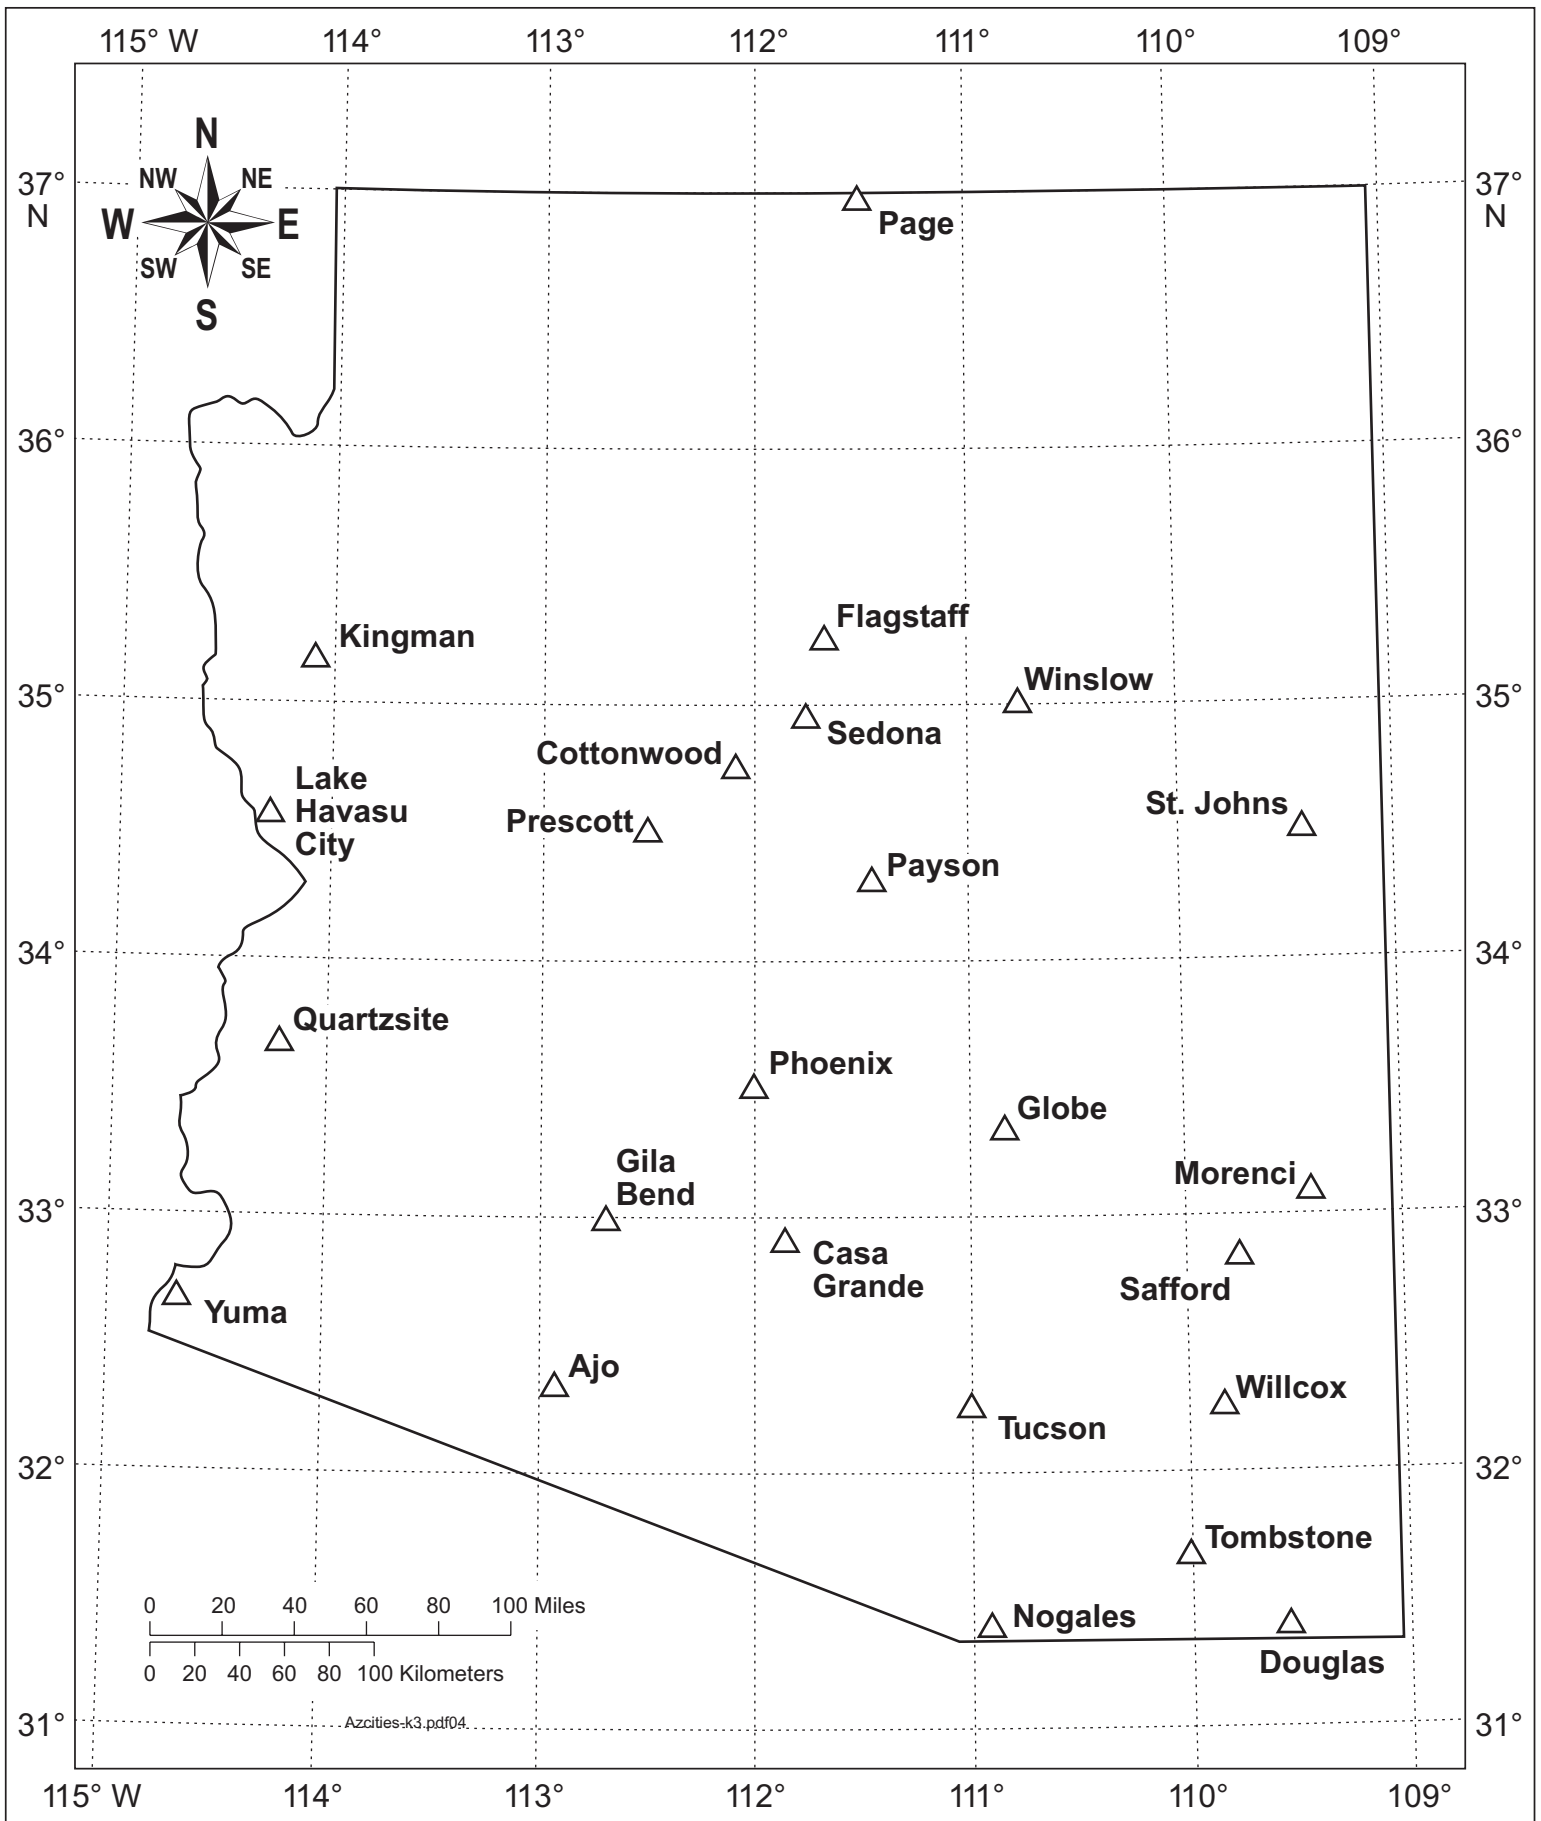 115° W 114° 113° 112° 111° 110° 109°
N
NW NE
37° 37°
N N
W E
Page
SW SE
S
36° 36°
Flagstaff
Kingman
Winslow
35° 35°
Sedona
Cottonwood
Lake
Havasu
City
St. Johns
Prescott
Payson
34° 34°
Quartzsite
Phoenix
Globe
Gila
Bend
Morenci
33° 33°
Casa
Grande
Safford
Yuma
Ajo
Willcox
Tucson
32° 32°
Tombstone
0 20 40 60 80 100 Miles
Nogales
Douglas
0 20 40 60 80 100 Kilometers
Azcities-k3.pdf04
31° 31°
115° W 114° 113° 112° 111° 110° 109°